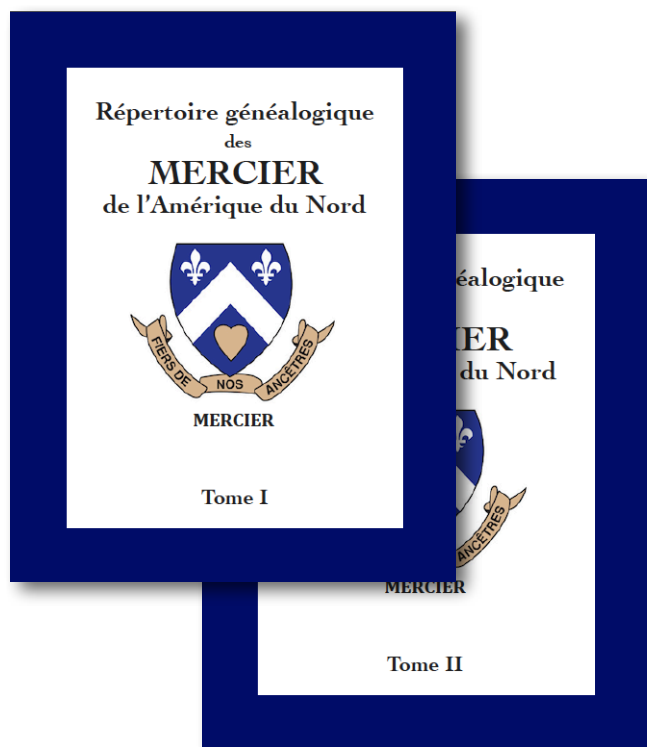 Répertoire généalogique
des
MERCIER
de l'Amérique du Nord
FIERS DE NOS ANCÊTRES
MERCIER
Tome I
éalogique
IER
du Nord
ANCÊTRES
MERCIER
Tome II